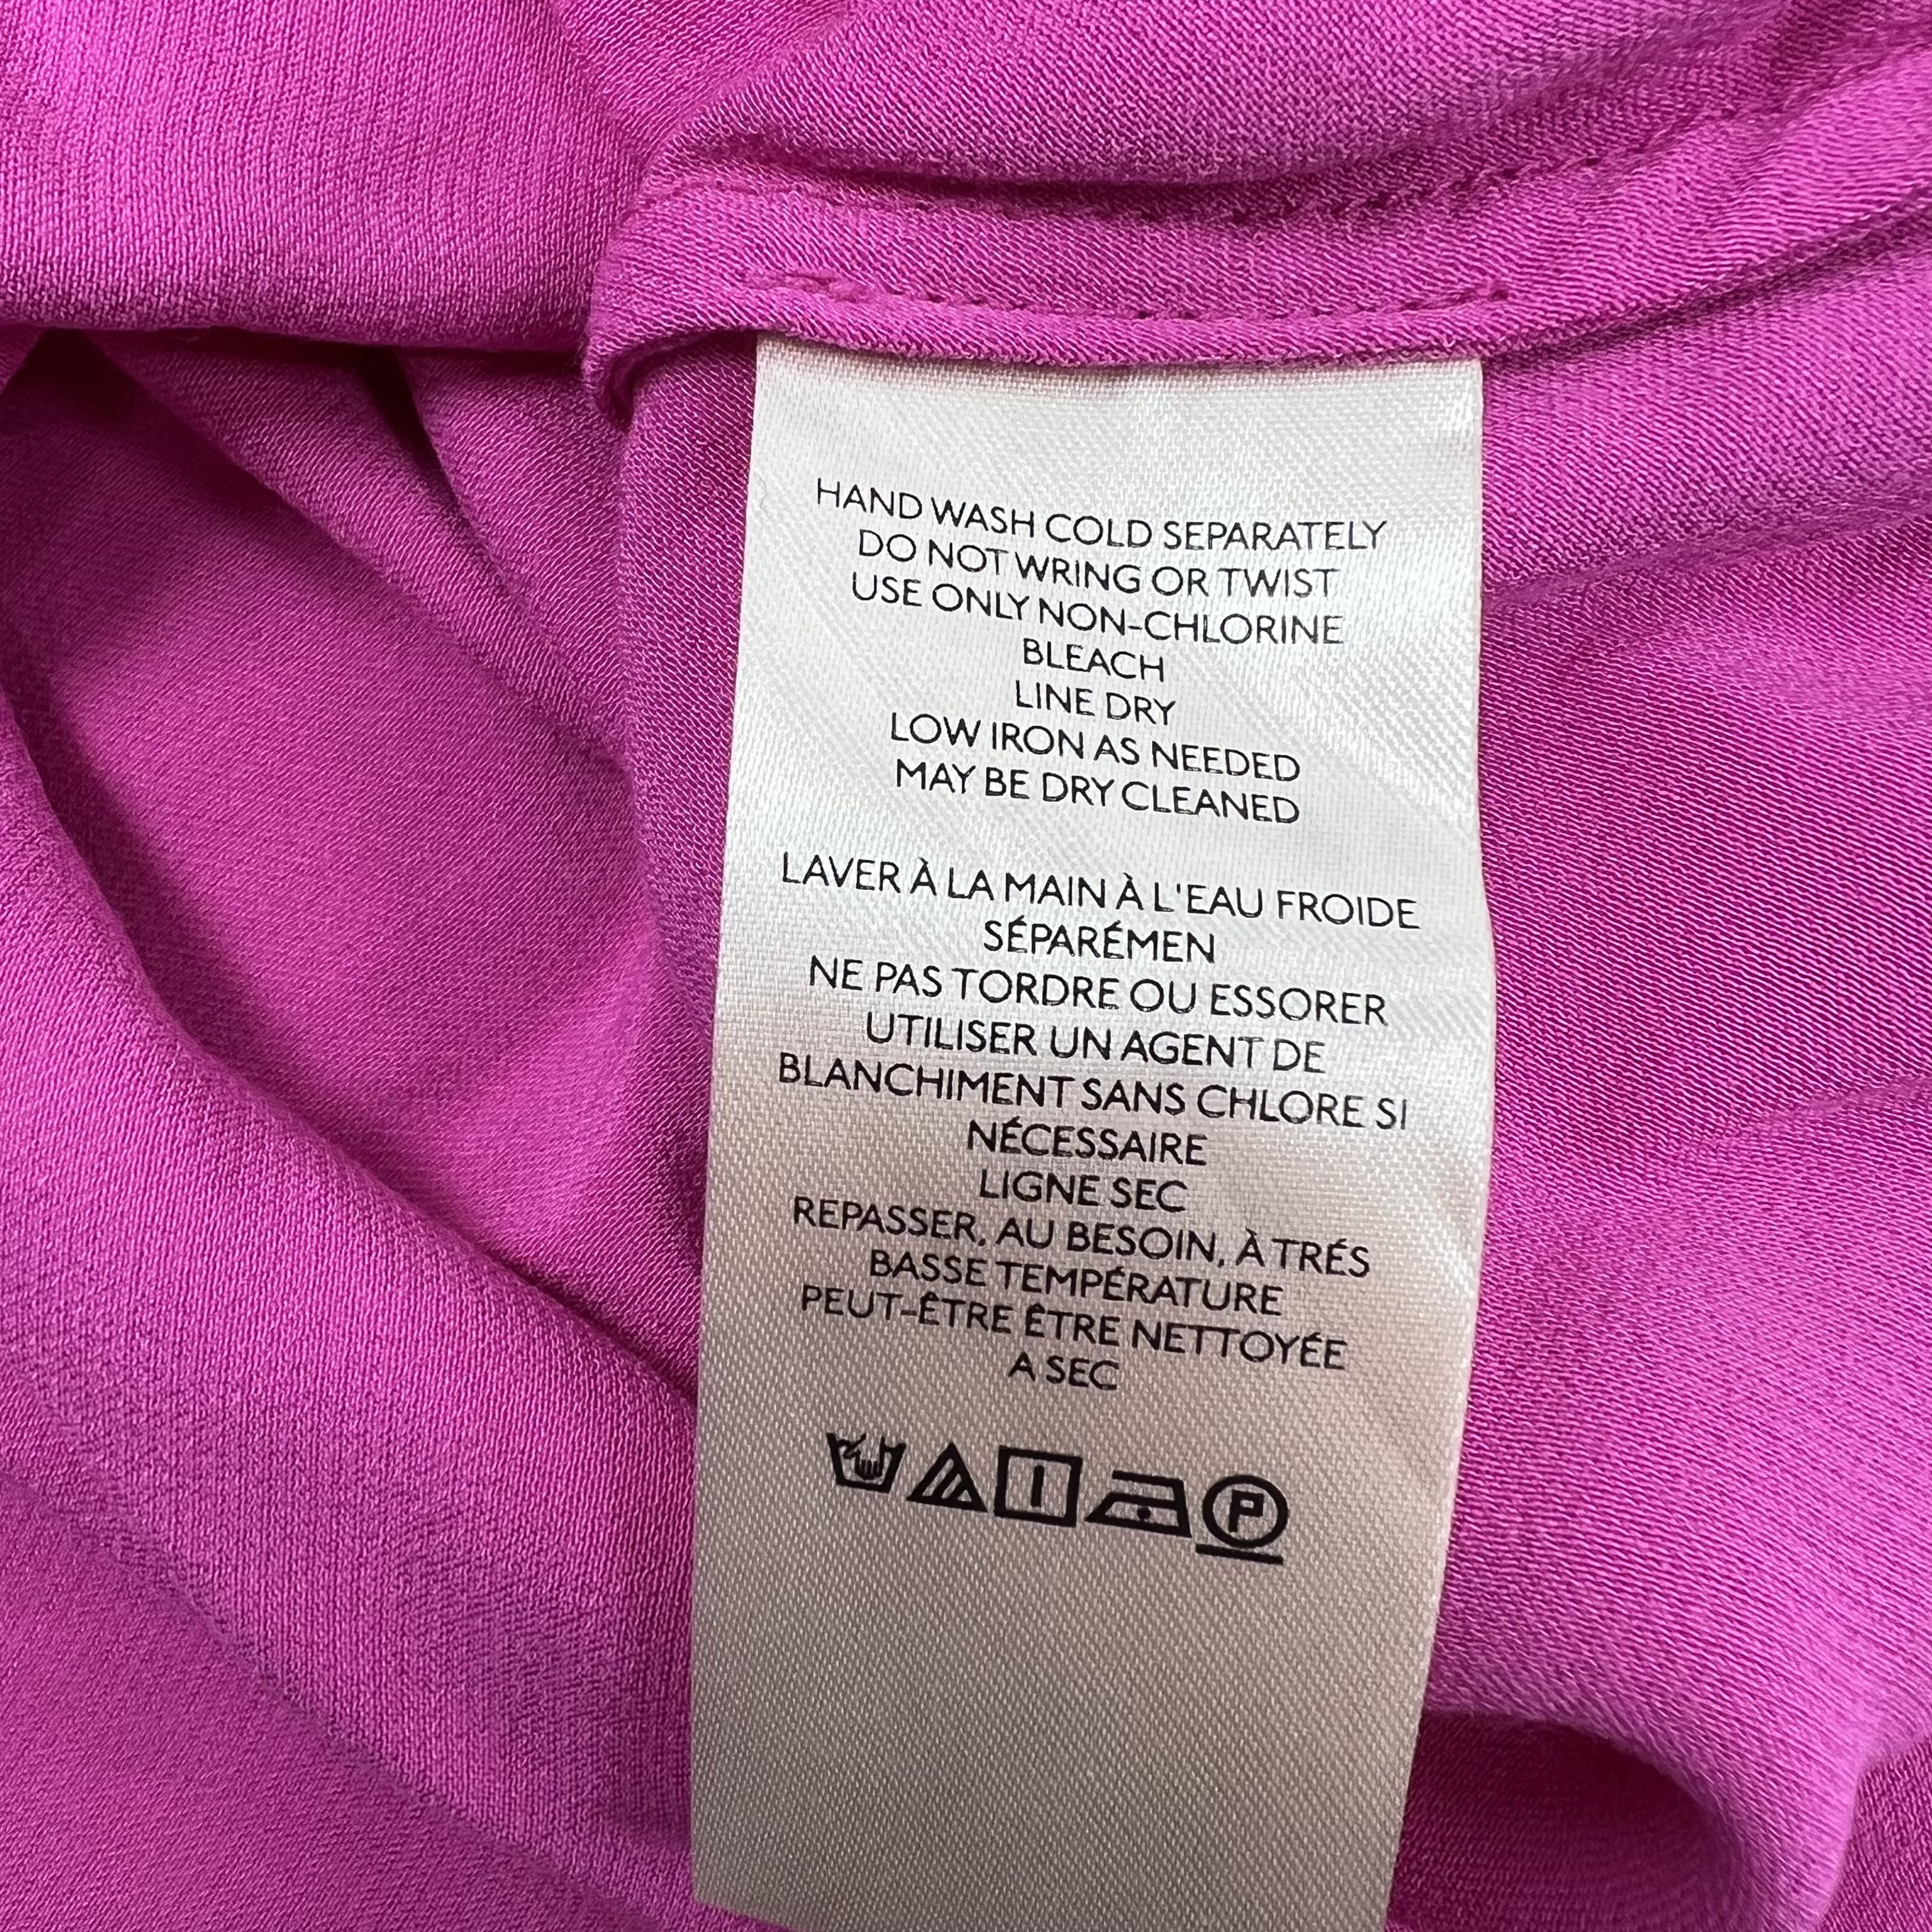 HAND WASH COLD SEPARATELY
DO NOT WRING OR TWIST
USE ONLY NON-CHLORINE
BLEACH
LINE DRY
LOW IRON AS NEEDED
MAY BE DRY CLEANED
LAVER À LA MAIN À L'EAU FROIDE
SÉPARÉMEN
NE PAS TORDRE OU ESSORER
UTILISER UN AGENT DE
BLANCHIMENT SANS CHLORE SI
NÉCESSAIRE
LIGNE SEC
REPASSER, AU BESOIN, À TRÉS
BASSE TEMPÉRATURE
PEUT-ÊTRE ÊTRE NETTOYÉE
A SEC
P